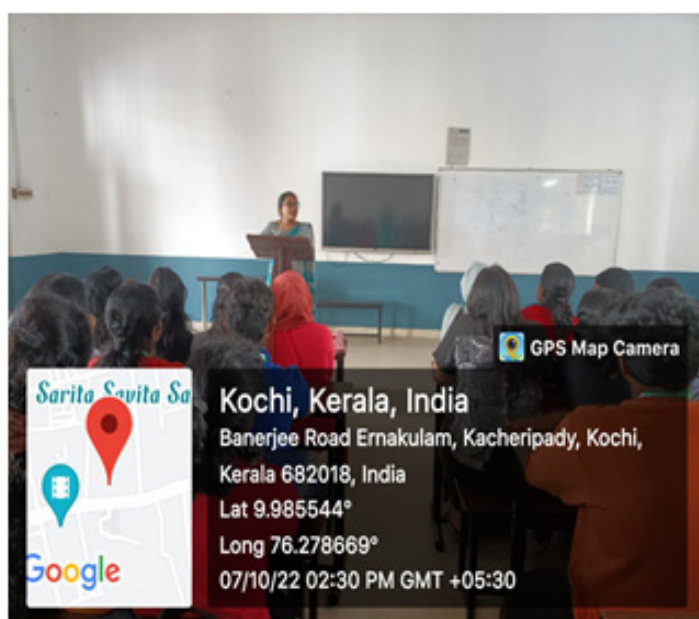 GPS Map Camera
Sarita Savita Sa
Kochi, Kerala, India
Banerjee Road Ernakulam, Kacheripady, Kochi,
Kerala 682018, India
Lat 9.985544°
Long 76.278669°
07/10/22 02:30 PM GMT +05:30
Google